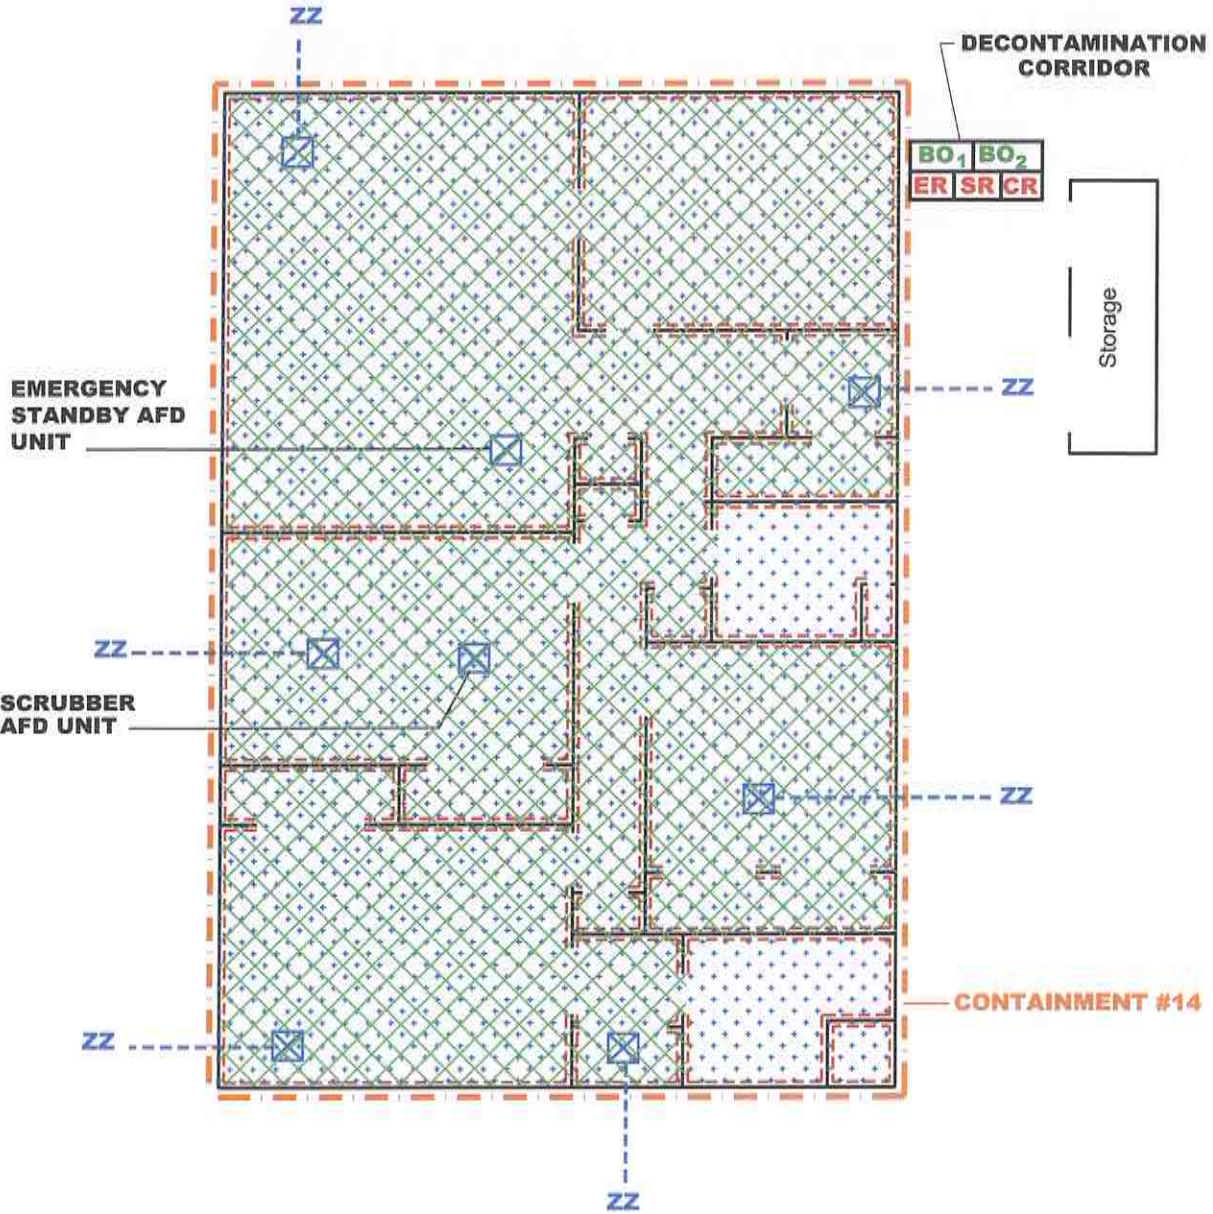 ZZ
DECONTAMINATION
CORRIDOR
BO1 BO2
ER SR CR
Storage
EMERGENCY
STANDBY AFD
UNIT
ZZ
ZZ
SCRUBBER
AFD UNIT
ZZ
CONTAINMENT #14
ZZ
ZZ